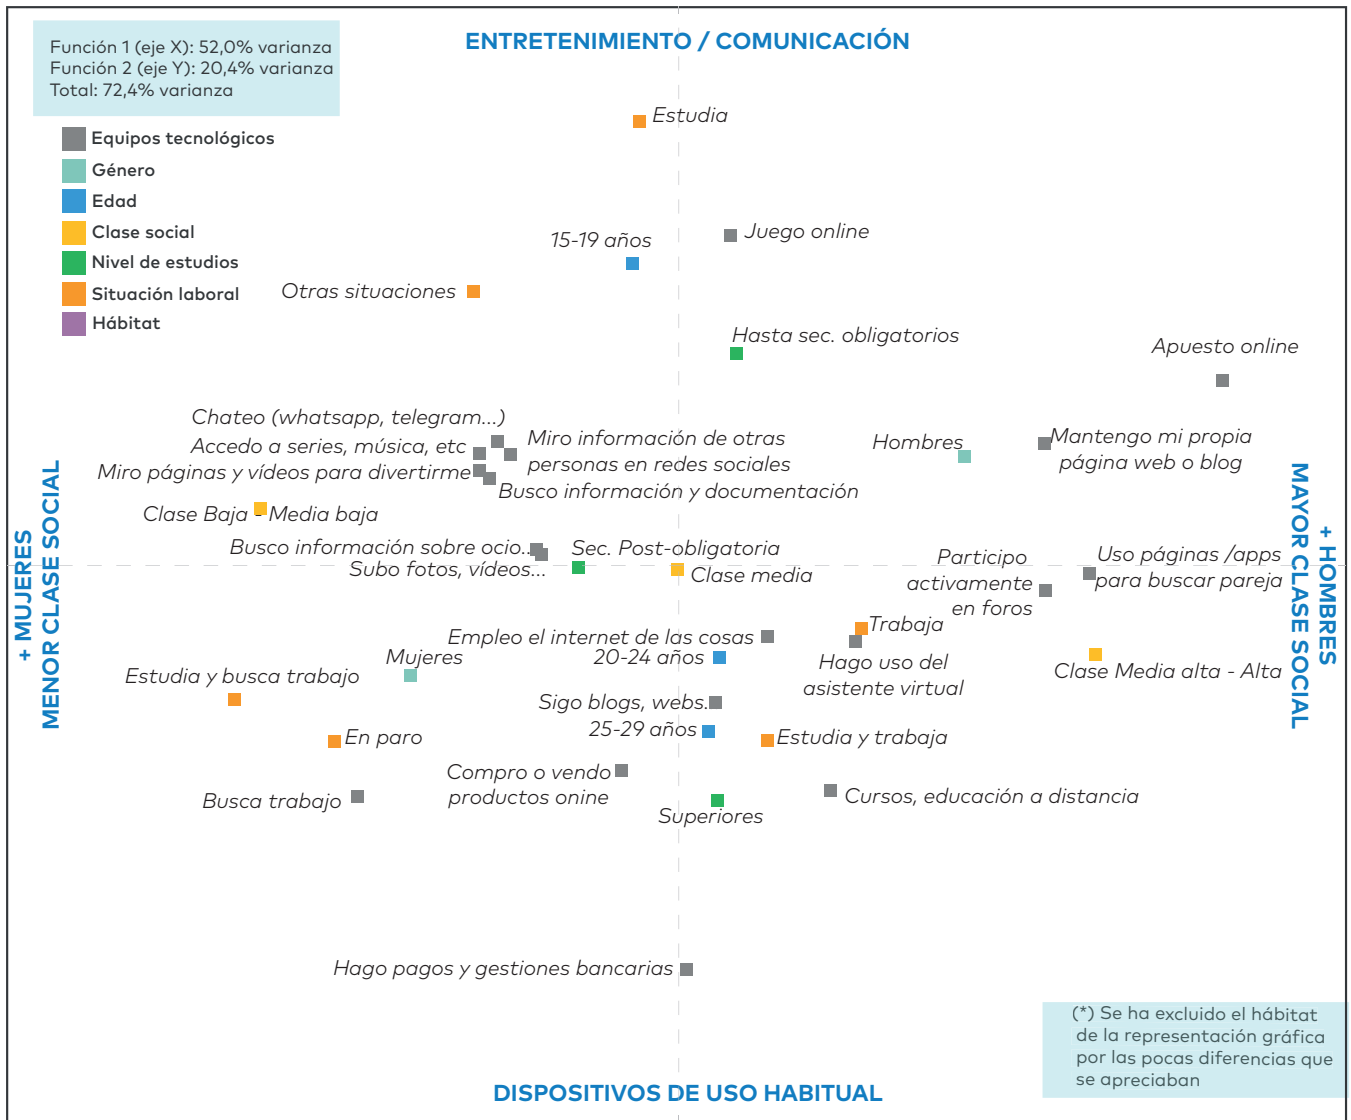 ENTRETENIMIENTO / COMUNICACIÓN
Función 1 (eje X): 52,0% varianza
Función 2 (eje Y): 20,4% varianza
Total: 72,4% varianza
Equipos tecnológicos
Género
Edad
Clase social
Nivel de estudios
Situación laboral
Hábitat
Estudia
Juego online
15-19 años
Otras situaciones
Hasta sec. obligatorios
Apuesto online
Chateo (whatsapp, telegram...)
Accedo a series, música, etc
Miro páginas y vídeos para divertirme
Miro información de otras
personas en redes sociales
Busco información y documentación
Hombres
Mantengo mi propia
página web o blog
Clase Baja - Media baja
Busco información sobre ocio...
Subo fotos, vídeos...
Sec. Post-obligatoria
Clase media
Participo
activamente
en foros
Uso páginas /apps
para buscar pareja
+ MUJERES
MENOR CLASE SOCIAL
+ HOMBRES
MAYOR CLASE SOCIAL
Empleo el internet de las cosas
20-24 años
Trabaja
Hago uso del
asistente virtual
Clase Media alta - Alta
Mujeres
Estudia y busca trabajo
Sigo blogs, webs.
25-29 años
Estudia y trabaja
En paro
Compro o vendo
productos onine
Busca trabajo
Superiores
Cursos, educación a distancia
Hago pagos y gestiones bancarias
(*) Se ha excluido el hábitat
de la representación gráfica
por las pocas diferencias que
se apreciaban
DISPOSITIVOS DE USO HABITUAL